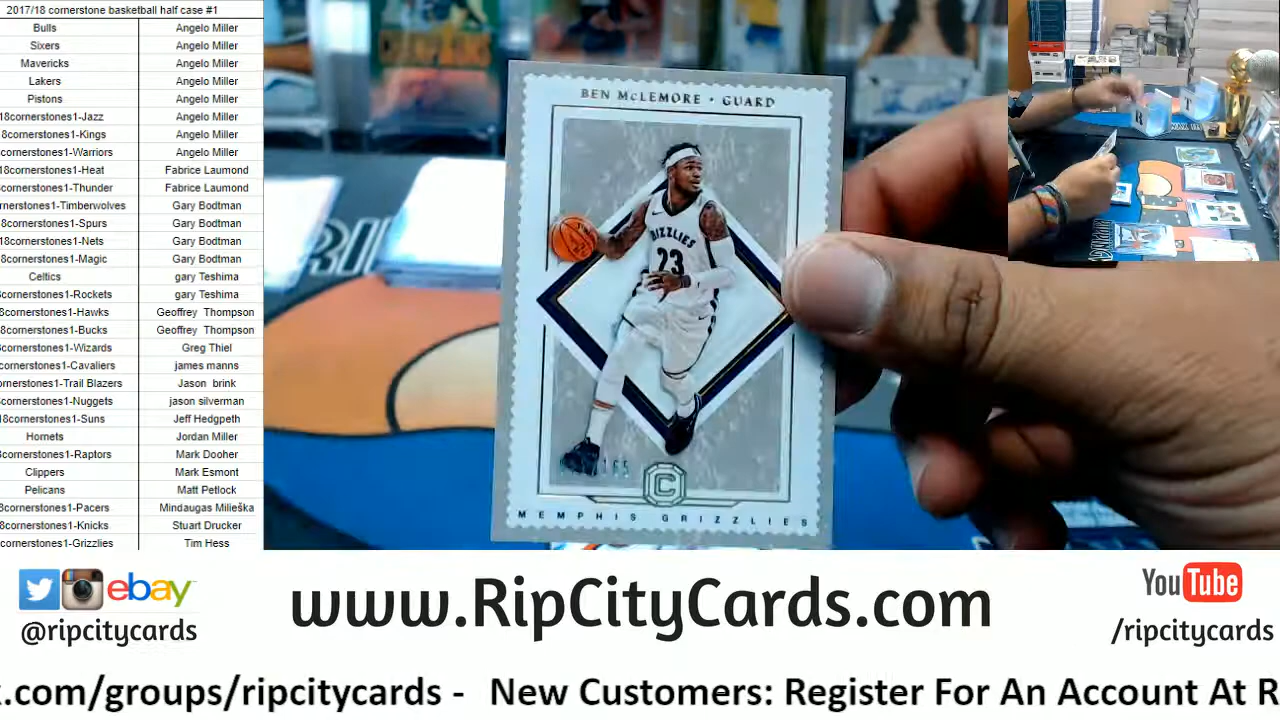 2017/18 cornerstone basketball half case #1
Bulls Angelo Miller
Sixers Angelo Miller
Mavericks Angelo Miller
Lakers Angelo Miller
Pistons Angelo Miller
18cornerstones1-Jazz Angelo Miller
8cornerstones1-Kings Angelo Miller
cornerstones1-Warriors Angelo Miller
18cornerstones1-Heat Fabrice Laumond
8cornerstones1-Thunder Fabrice Laumond
rnerstones1-Timberwolves Gary Bodtman
8cornerstones1-Spurs Gary Bodtman
18cornerstones1-Nets Gary Bodtman
8cornerstones1-Magic Gary Bodtman
Celtics gary Teshima
cornerstones1-Rockets gary Teshima
8cornerstones1-Hawks Geoffrey Thompson
8cornerstones1-Bucks Geoffrey Thompson
cornerstones1-Wizards Greg Thiel
cornerstones1-Cavaliers james manns
ornerstones1-Trail Blazers Jason brink
cornerstones1-Nuggets jason silverman
18cornerstones1-Suns Jeff Hedgpeth
Hornets Jordan Miller
8cornerstones1-Raptors Mark Dooher
Clippers Mark Esmont
Pelicans Matt Petlock
8cornerstones1-Pacers Mindaugas Milieška
8cornerstones1-Knicks Stuart Drucker
cornerstones1-Grizzlies Tim Hess
BEN McLEMORE • GUARD
RIZZLIES
23
/165
C
MEMPHIS GRIZZLIES
ebay
@ripcitycards
www.RipCityCards.com
YouTube
/ripcitycards
k.com/groups/ripcitycards - New Customers: Register For An Account At R